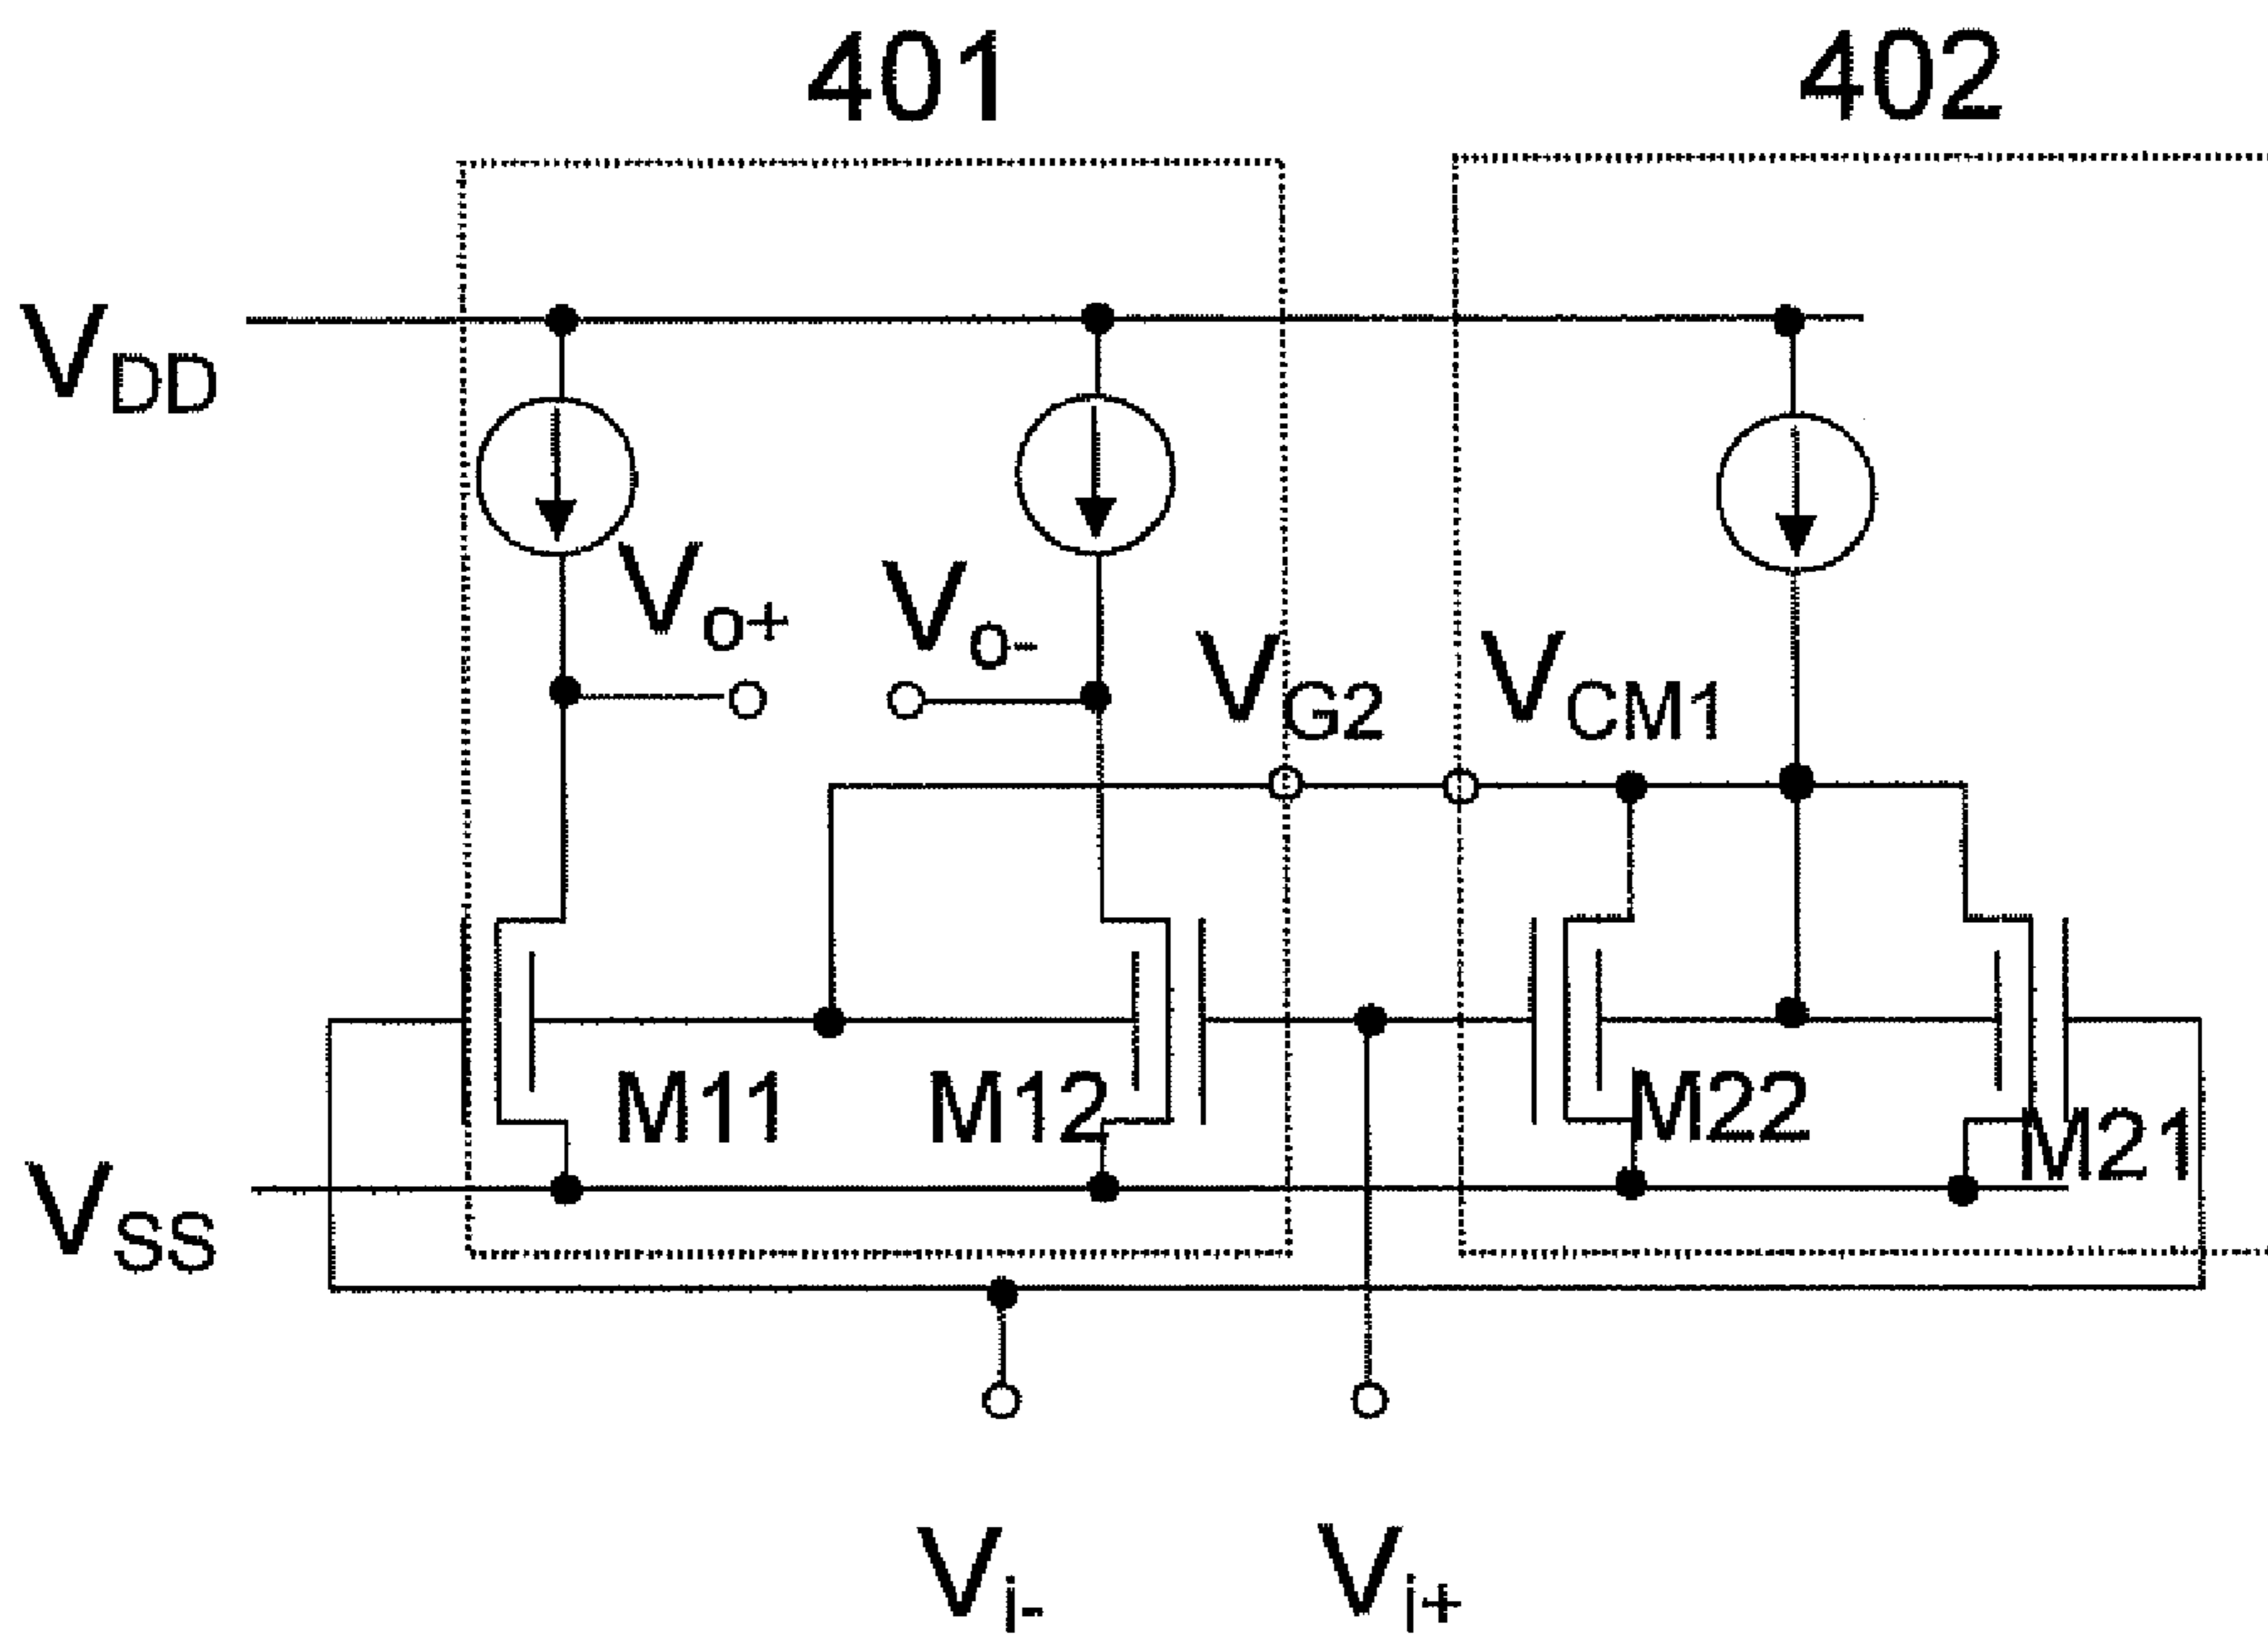 401
402
VDD
Vo+
Vo-
VG2
VCM1
M11
M12
M22
M21
VSS
Vi-
Vi+